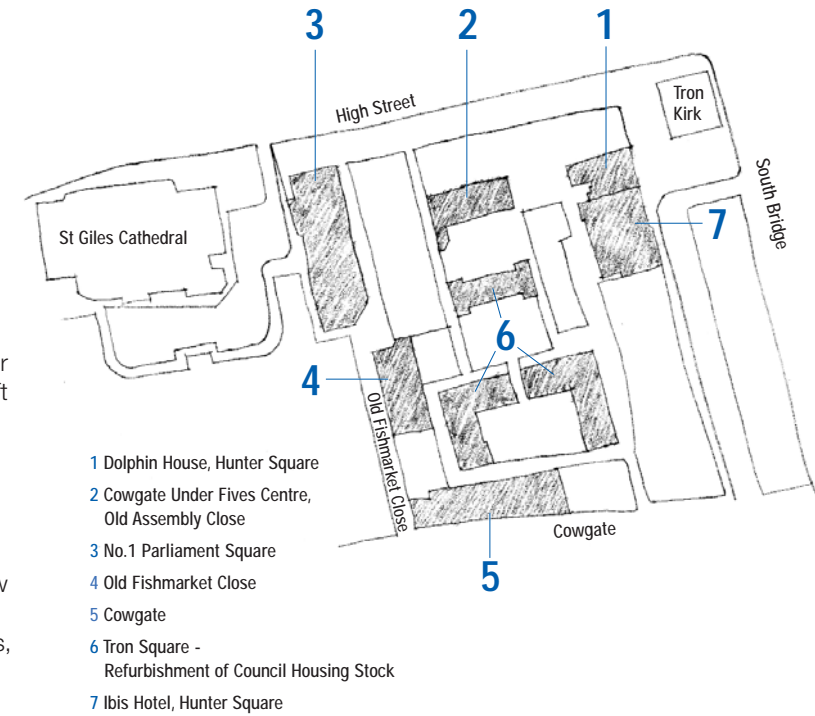 3
2
1
High Street
Tron
Kirk
South Bridge
St Giles Cathedral
7
6
4
Old Fishmarket Close
5
Cowgate
r
ft
v
s,
1 Dolphin House, Hunter Square
2 Cowgate Under Fives Centre,
Old Assembly Close
3 No.1 Parliament Square
4 Old Fishmarket Close
5 Cowgate
6 Tron Square -
Refurbishment of Council Housing Stock
7 Ibis Hotel, Hunter Square